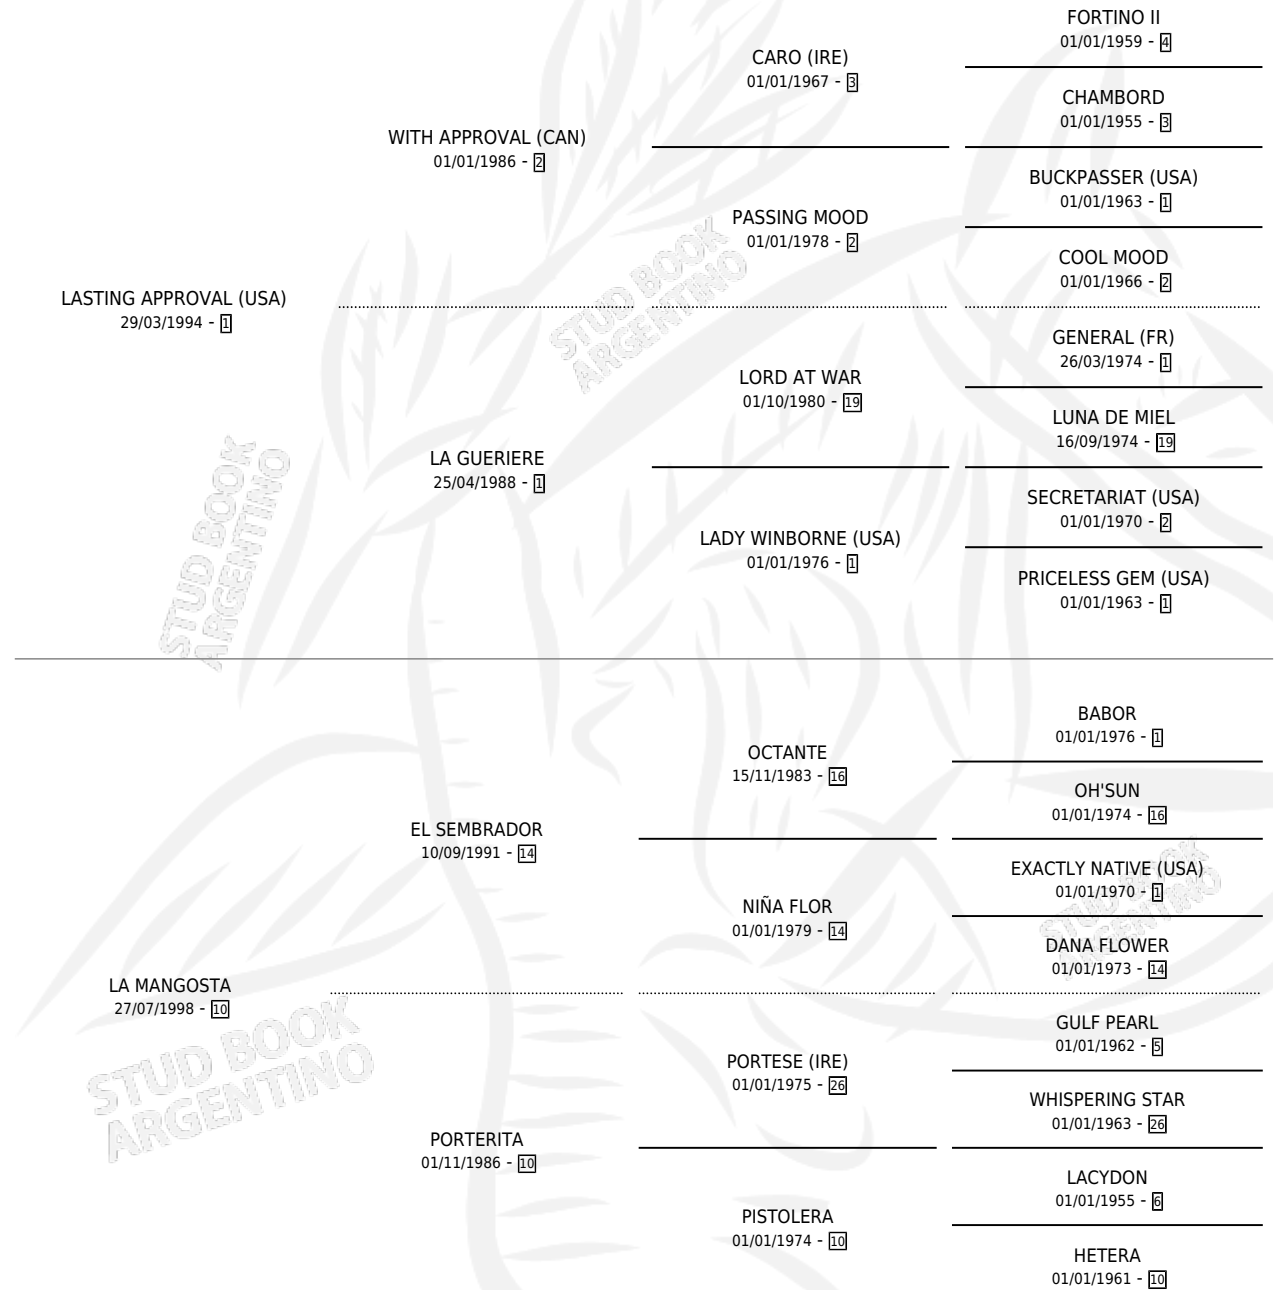 FORTINO II
01/01/1959 - 4
CARO (IRE)
01/01/1967 - 3
CHAMBORD
01/01/1955 - 3
WITH APPROVAL (CAN)
01/01/1986 - 2
BUCKPASSER (USA)
01/01/1963 - 1
PASSING MOOD
01/01/1978 - 2
COOL MOOD
01/01/1966 - 2
LASTING APPROVAL (USA)
29/03/1994 - 1
STUD BOOK
ARGENTINO
GENERAL (FR)
26/03/1974 - 1
LORD AT WAR
01/10/1980 - 19
LUNA DE MIEL
16/09/1974 - 19
LA GUERIERE
25/04/1988 - 1
SECRETARIAT (USA)
01/01/1970 - 2
LADY WINBORNE (USA)
01/01/1976 - 1
PRICELESS GEM (USA)
01/01/1963 - 1
STUD BOOK
ARGENTINO
BABOR
01/01/1976 - 1
OCTANTE
15/11/1983 - 16
OH'SUN
01/01/1974 - 16
EL SEMBRADOR
10/09/1991 - 14
EXACTLY NATIVE (USA)
01/01/1970 - 1
STUD BOOK
ARGENTINO
NIÑA FLOR
01/01/1979 - 14
DANA FLOWER
01/01/1973 - 14
LA MANGOSTA
27/07/1998 - 10
STUD BOOK
ARGENTINO
GULF PEARL
01/01/1962 - 5
PORTESE (IRE)
01/01/1975 - 26
WHISPERING STAR
01/01/1963 - 26
PORTERITA
01/11/1986 - 10
LACYDON
01/01/1955 - 6
PISTOLERA
01/01/1974 - 10
HETERA
01/01/1961 - 10